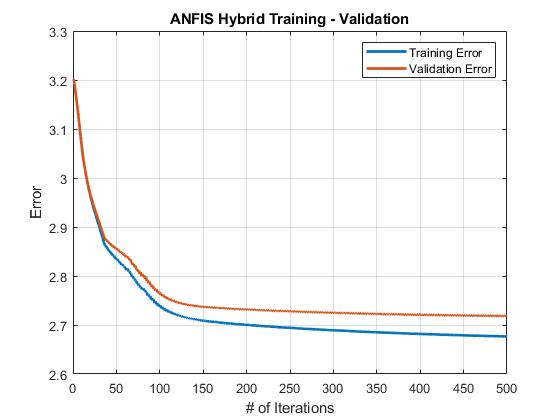 ANFIS Hybrid Training - Validation
3.3
3.2
3.1
3
2.9
2.8
2.7
2.6
Error
Training Error
Validation Error
0 50 100 150 200 250 300 350 400 450 500
# of Iterations